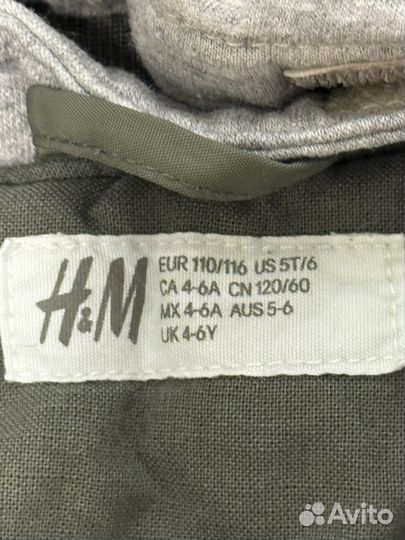 H&M
EUR 110/116 US 5T/6
CA 4-6A CN 120/60
MX 4-6A AUS 5-6
UK 4-6Y
Avito